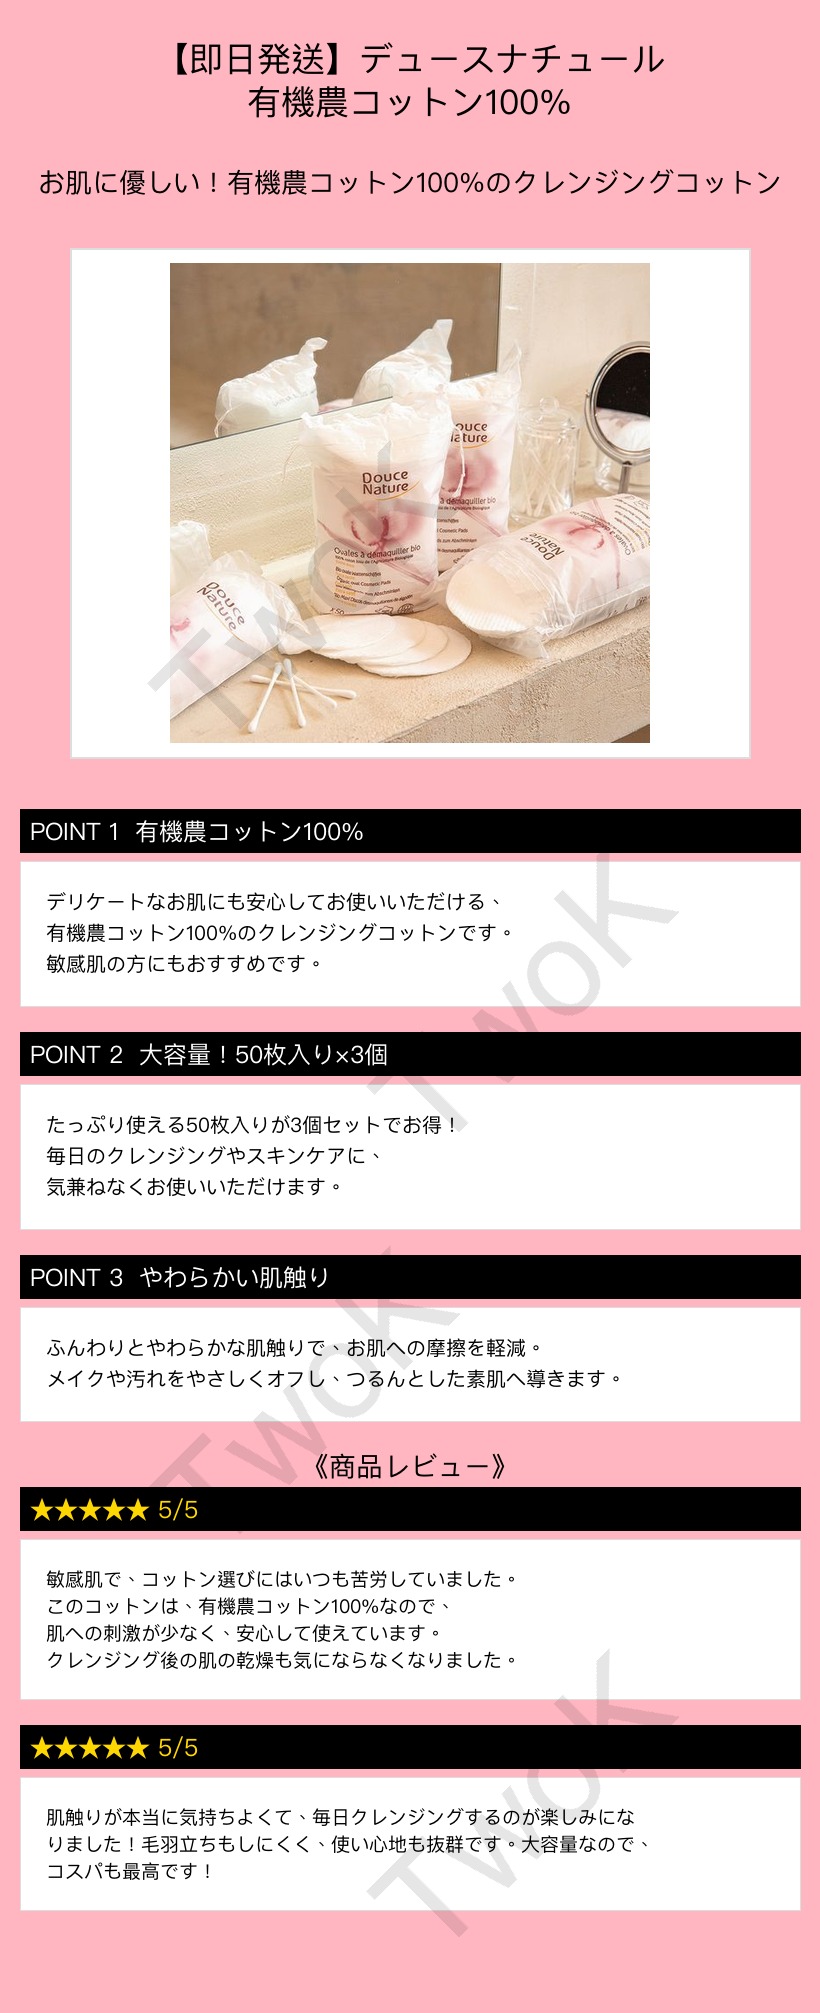 【即日発送】デュースナチュール
有機農コットン100%
お肌に優しい！有機農コットン100%のクレンジングコットン
Douce
Nature
Ovales à démaquiller bio
Organic oval Cosmetic Pads
x 50
ouce
ature
à démaquiller bio
Douce
Nature
Ovales à démaquiller bio
Douce
Nature
POINT 1 有機農コットン100%
デリケートなお肌にも安心してお使いいただける、
有機農コットン100%のクレンジングコットンです。
敏感肌の方にもおすすめです。
POINT 2 大容量！50枚入り×3個
たっぷり使える50枚入りが3個セットでお得！
毎日のクレンジングやスキンケアに、
気兼ねなくお使いいただけます。
POINT 3 やわらかい肌触り
ふんわりとやわらかな肌触りで、お肌への摩擦を軽減。
メイクや汚れをやさしくオフし、つるんとした素肌へ導きます。
《商品レビュー》
★★★★★ 5/5
敏感肌で、コットン選びにはいつも苦労していました。
このコットンは、有機農コットン100%なので、
肌への刺激が少なく、安心して使えています。
クレンジング後の肌の乾燥も気にならなくなりました。
★★★★★ 5/5
肌触りが本当に気持ちよくて、毎日クレンジングするのが楽しみにな
りました！毛羽立ちもしにくく、使い心地も抜群です。大容量なので、
コスパも最高です！
TwoK
TwoK
TwoK
TwoK